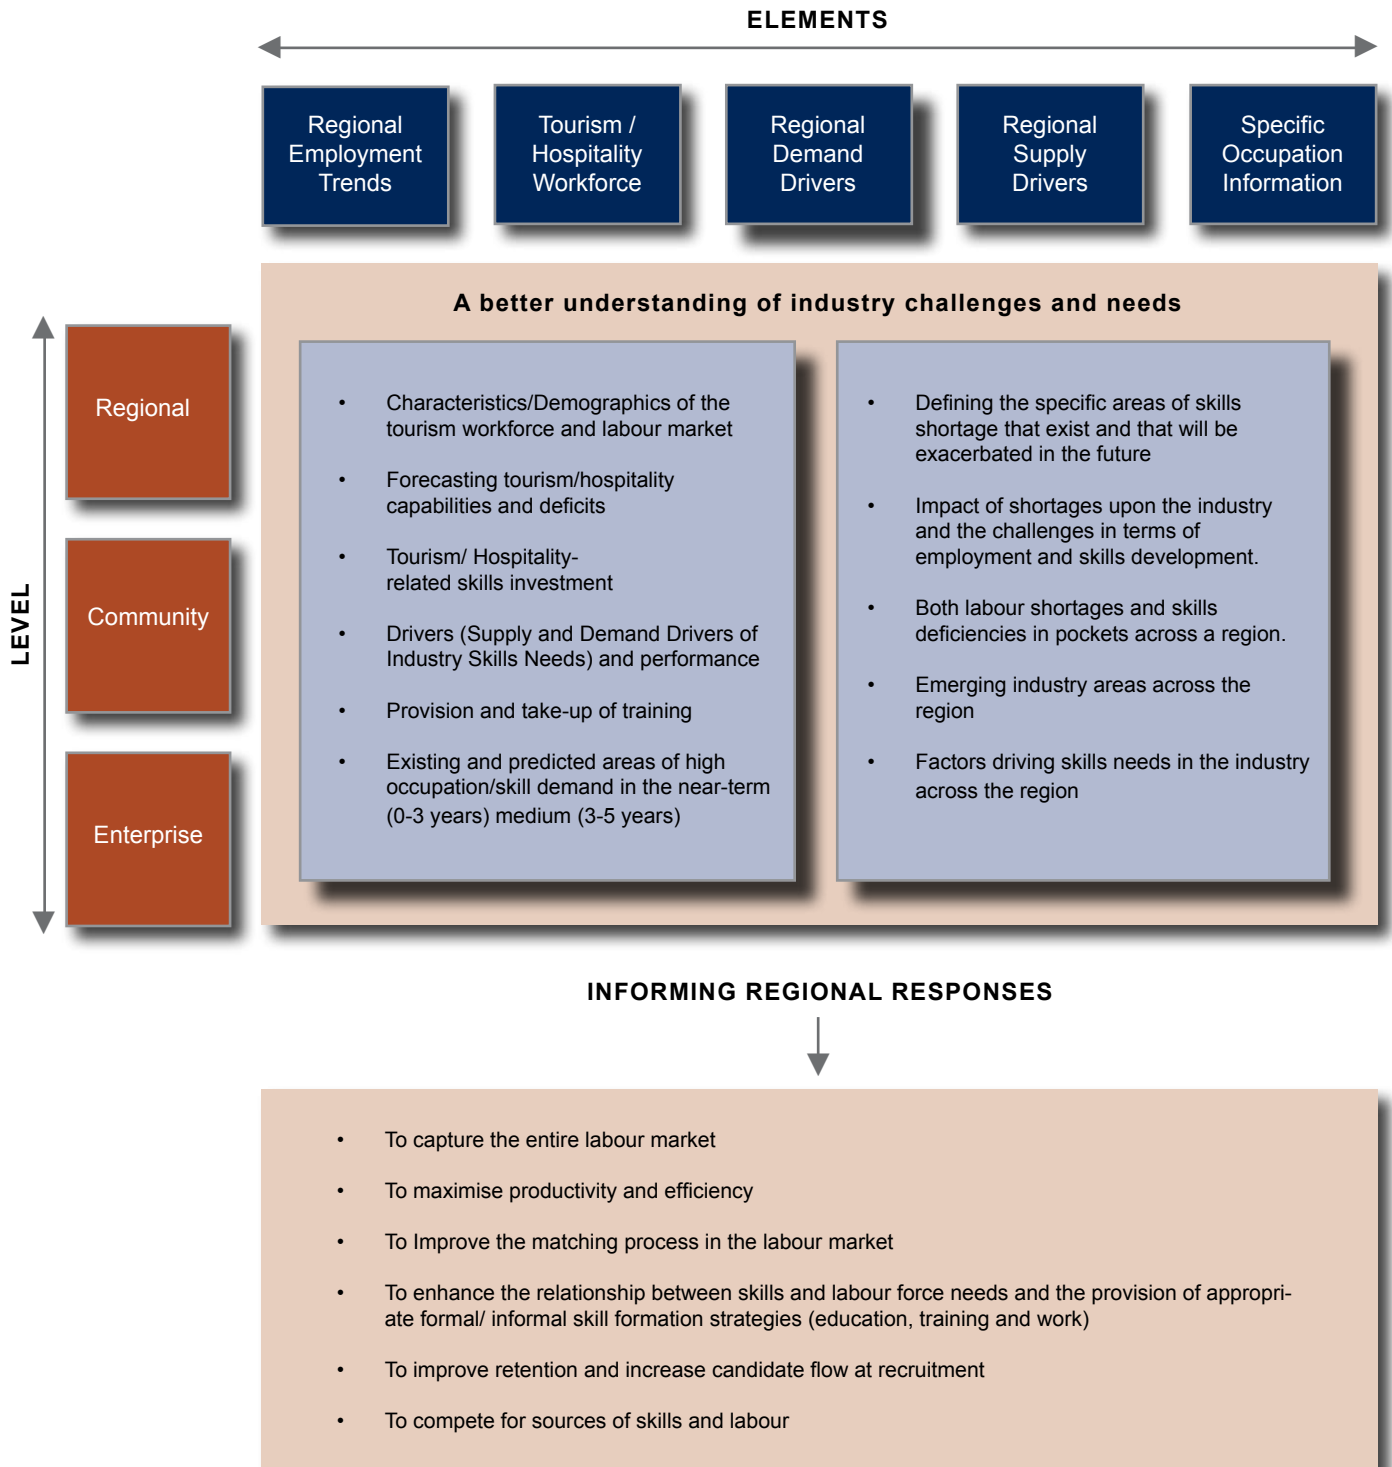 ELEMENTS
Regional
Employment
Trends
Tourism /
Hospitality
Workforce
Regional
Demand
Drivers
Regional
Supply
Drivers
Specific
Occupation
Information
A better understanding of industry challenges and needs
LEVEL
Regional
Community
Enterprise
• Characteristics/Demographics of the
tourism workforce and labour market
• Forecasting tourism/hospitality
capabilities and deficits
• Tourism/ Hospitality-
related skills investment
• Drivers (Supply and Demand Drivers of
Industry Skills Needs) and performance
• Provision and take-up of training
• Existing and predicted areas of high
occupation/skill demand in the near-term
(0-3 years) medium (3-5 years)
• Defining the specific areas of skills
shortage that exist and that will be
exacerbated in the future
• Impact of shortages upon the industry
and the challenges in terms of
employment and skills development.
• Both labour shortages and skills
deficiencies in pockets across a region.
• Emerging industry areas across the
region
• Factors driving skills needs in the industry
across the region
INFORMING REGIONAL RESPONSES
• To capture the entire labour market
• To maximise productivity and efficiency
• To Improve the matching process in the labour market
• To enhance the relationship between skills and labour force needs and the provision of appropri-
ate formal/ informal skill formation strategies (education, training and work)
• To improve retention and increase candidate flow at recruitment
• To compete for sources of skills and labour